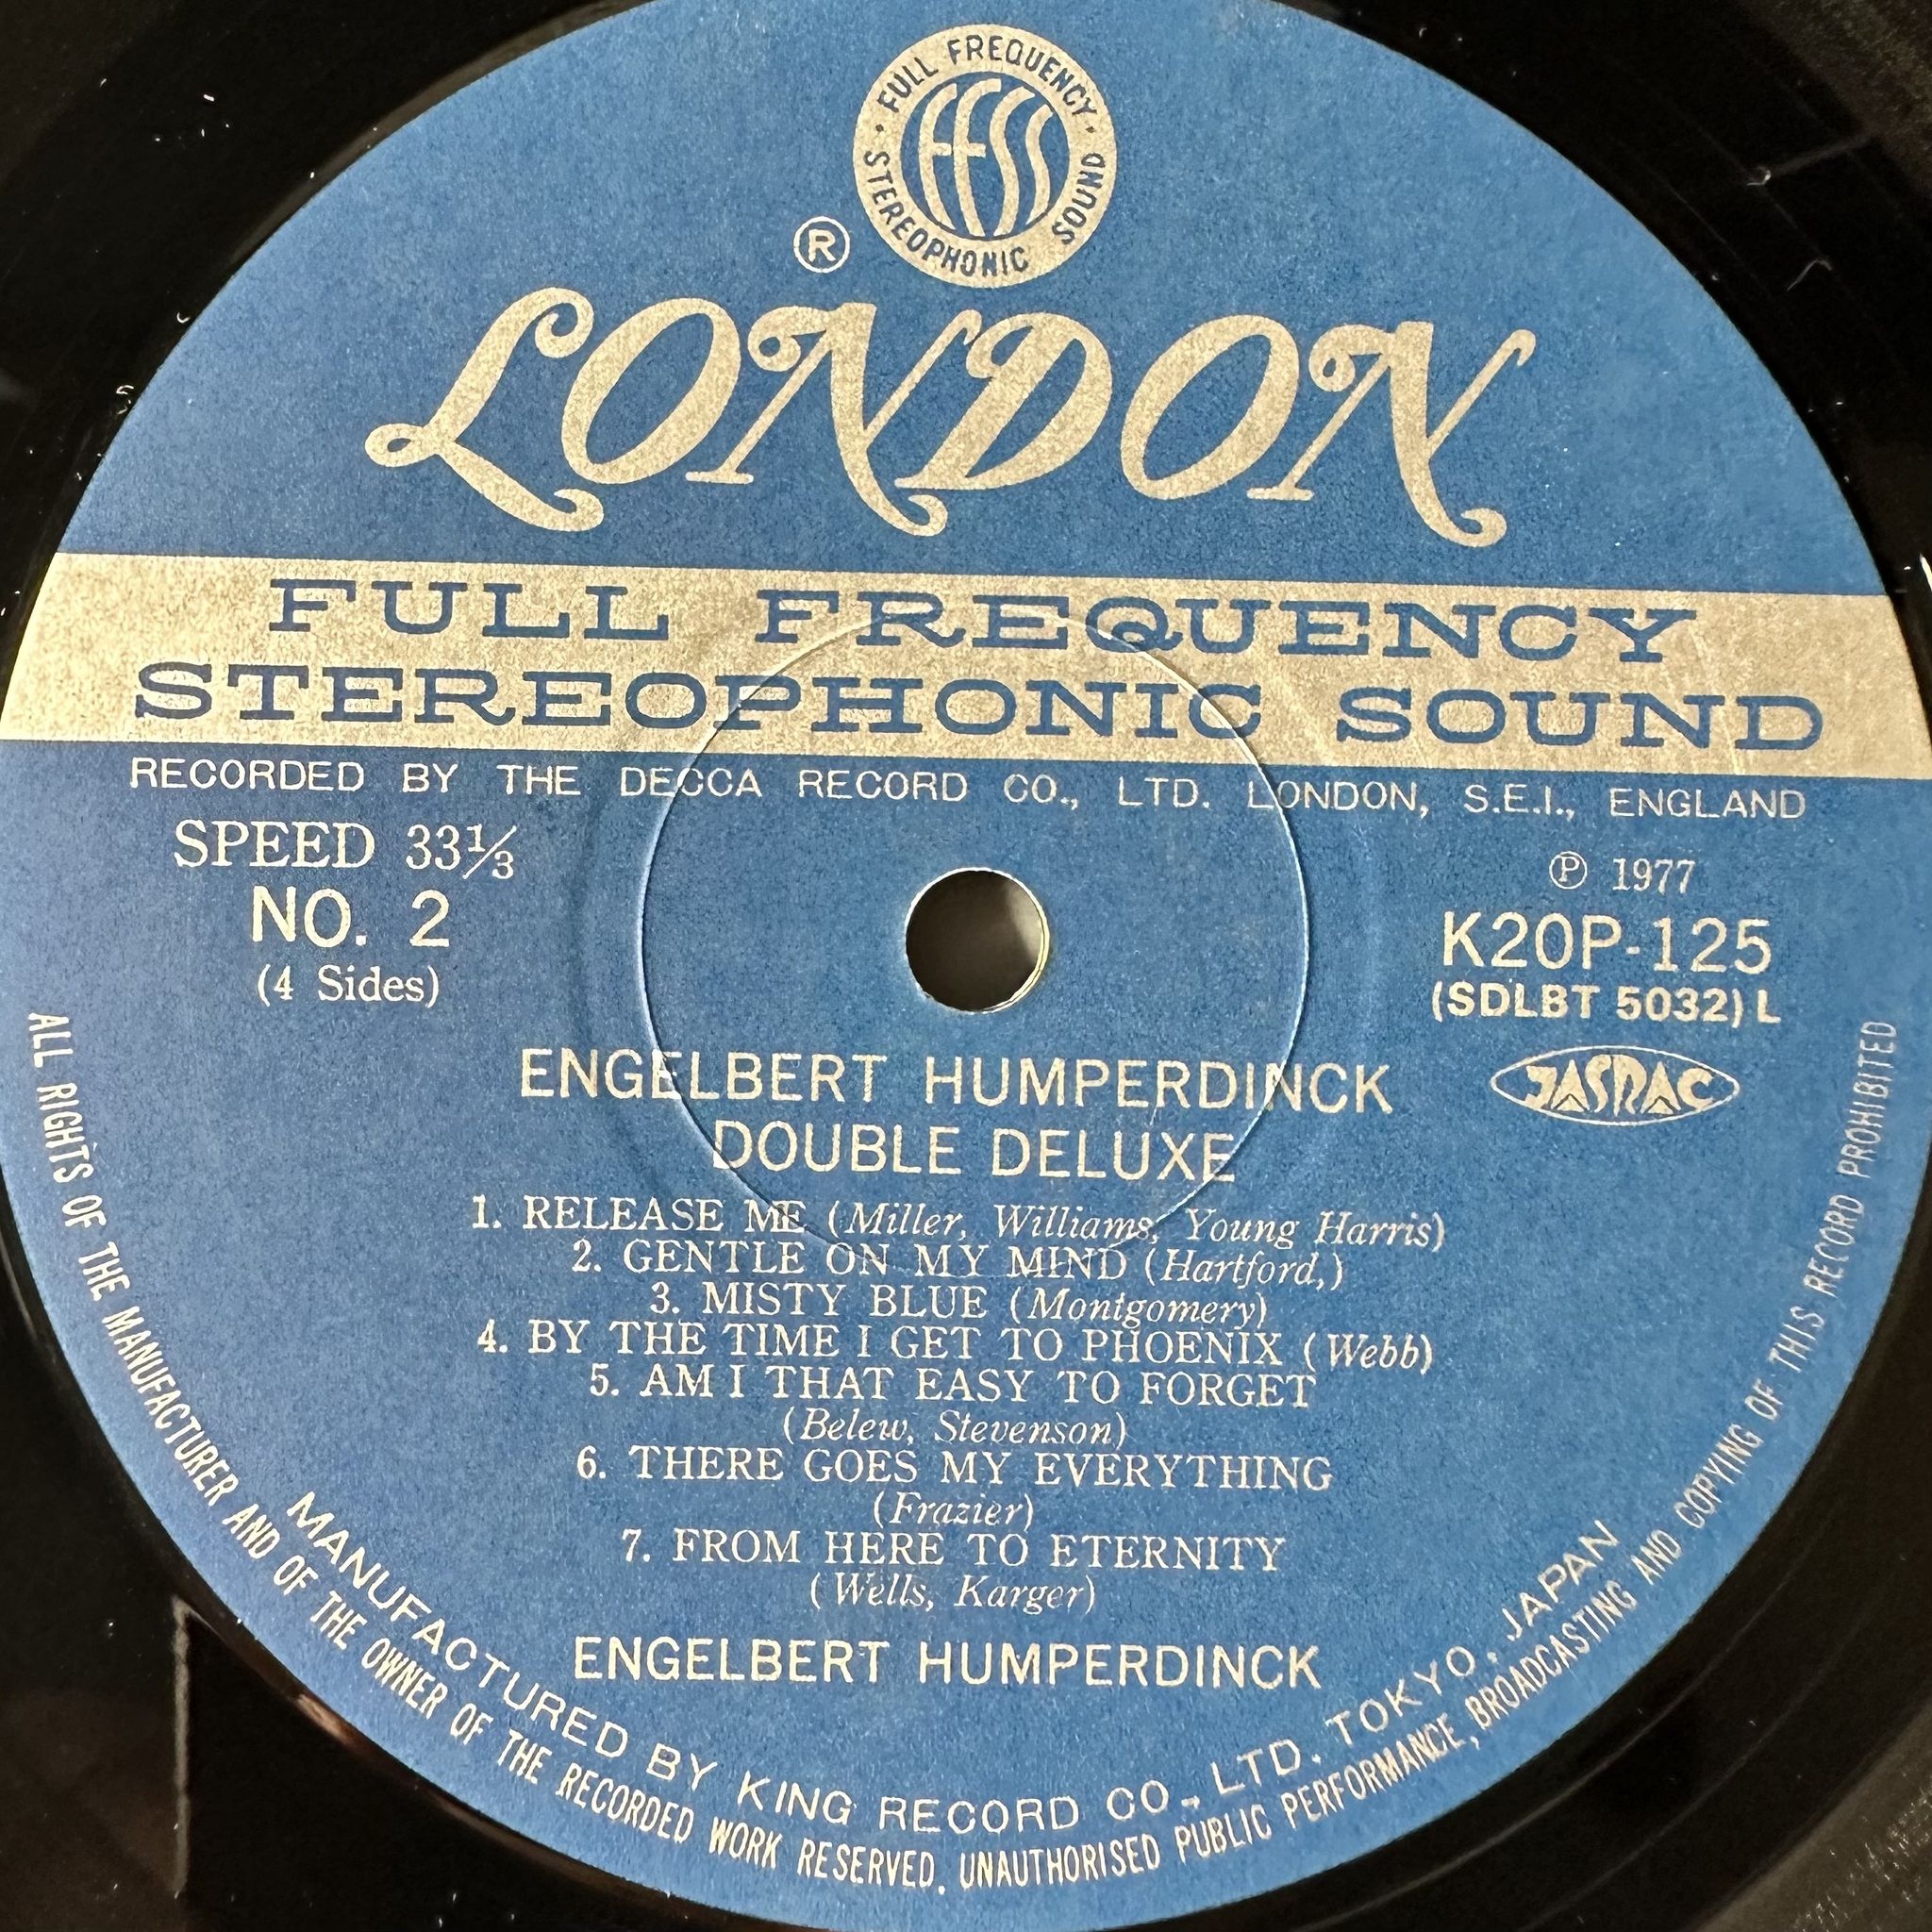 FULL FREQUENCY
FFSS
STEREOPHONIC SOUND
®
LONDON
FULL FREQUENCY
STEREOPHONIC SOUND
RECORDED BY THE DECCA RECORD CO., LTD. LONDON, S.E.I., ENGLAND
SPEED 33⅓
NO. 2
(4 Sides)
Ⓟ 1977
K20P-125
(SDLBT 5032) L
JASRAC
ENGELBERT HUMPERDINCK
DOUBLE DELUXE
1. RELEASE ME (Miller, Williams, Young Harris)
2. GENTLE ON MY MIND (Hartford,)
3. MISTY BLUE (Montgomery)
4. BY THE TIME I GET TO PHOENIX (Webb)
5. AM I THAT EASY TO FORGET
(Belew, Stevenson)
6. THERE GOES MY EVERYTHING
(Frazier)
7. FROM HERE TO ETERNITY
(Wells, Karger)
ENGELBERT HUMPERDINCK
MANUFACTURED BY KING RECORD CO., LTD. TOKYO, JAPAN
ALL RIGHTS OF THE MANUFACTURER AND OF THE OWNER OF THE RECORDED WORK RESERVED. UNAUTHORISED PUBLIC PERFORMANCE, BROADCASTING AND COPYING OF THIS RECORD PROHIBITED